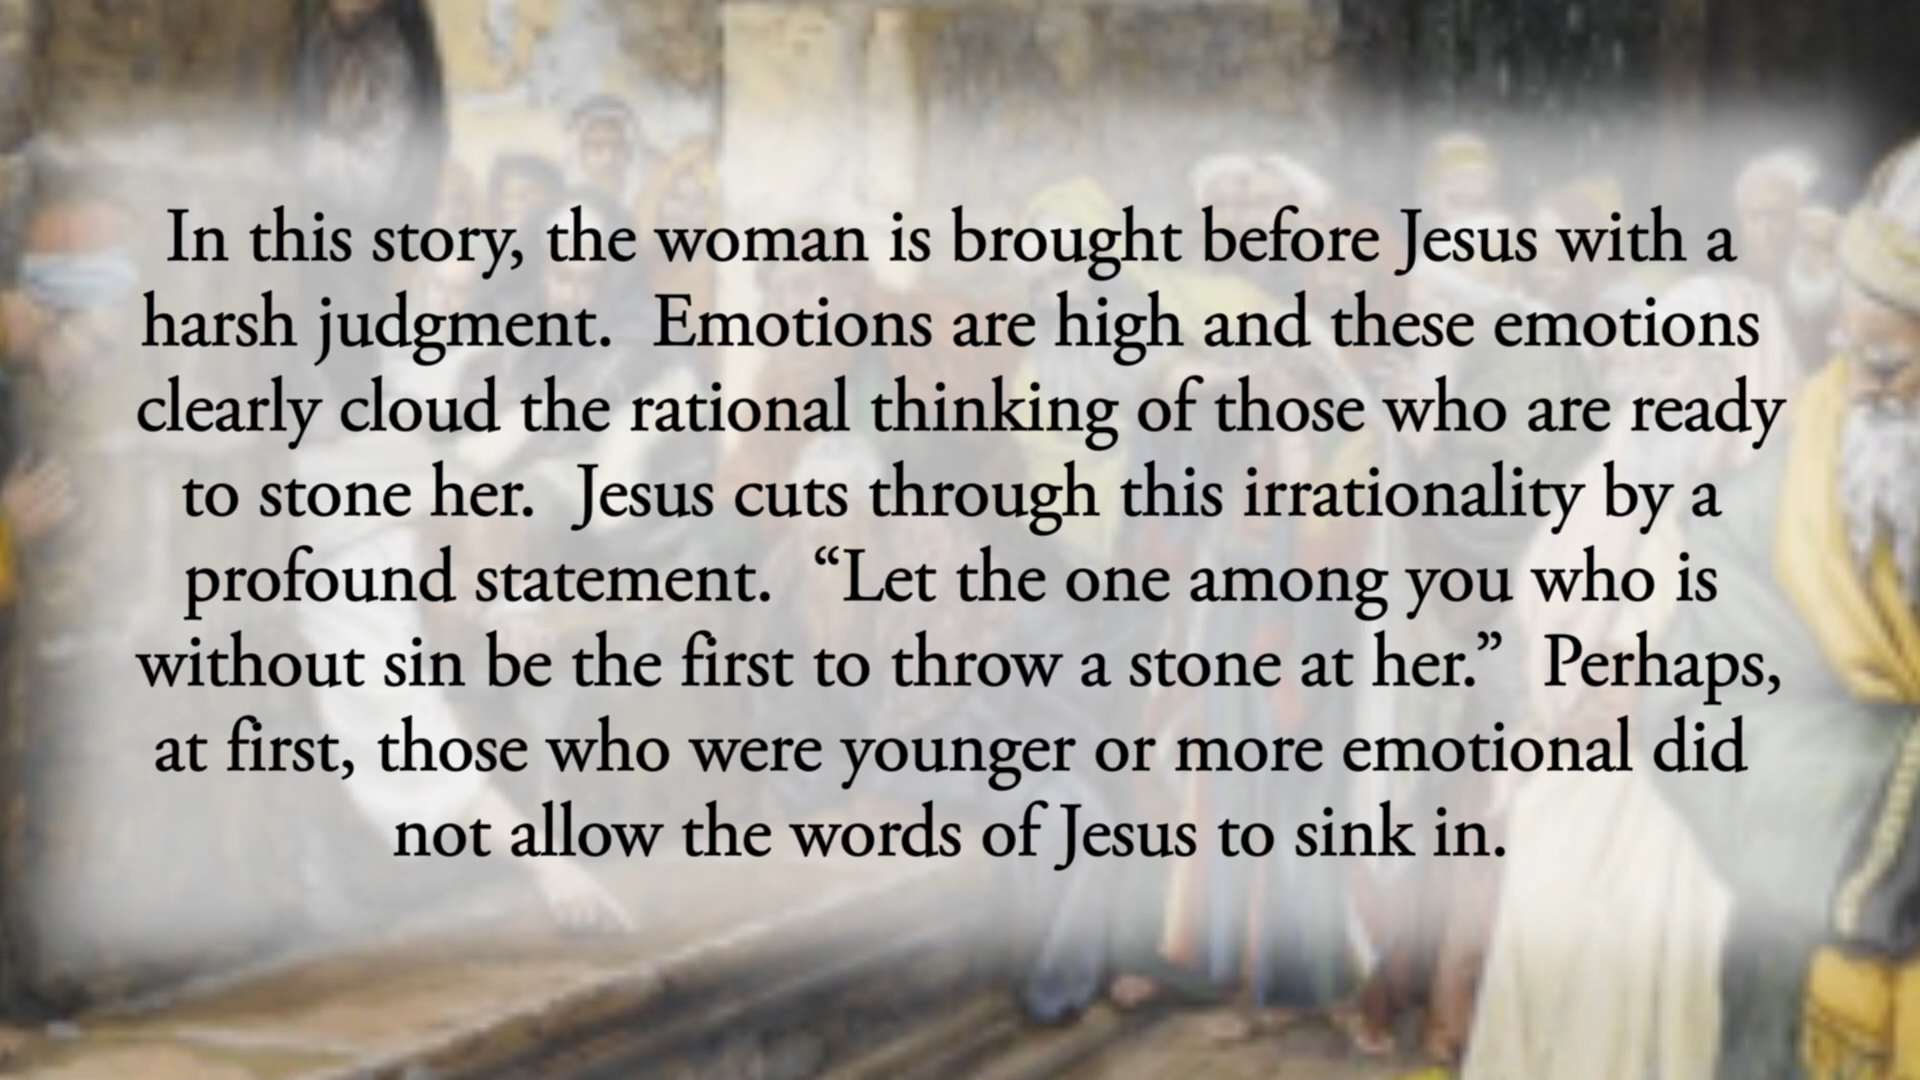 In this story, the woman is brought before Jesus with a
harsh judgment.  Emotions are high and these emotions
clearly cloud the rational thinking of those who are ready
to stone her.  Jesus cuts through this irrationality by a
profound statement.  “Let the one among you who is
without sin be the first to throw a stone at her.”  Perhaps,
at first, those who were younger or more emotional did
not allow the words of Jesus to sink in.